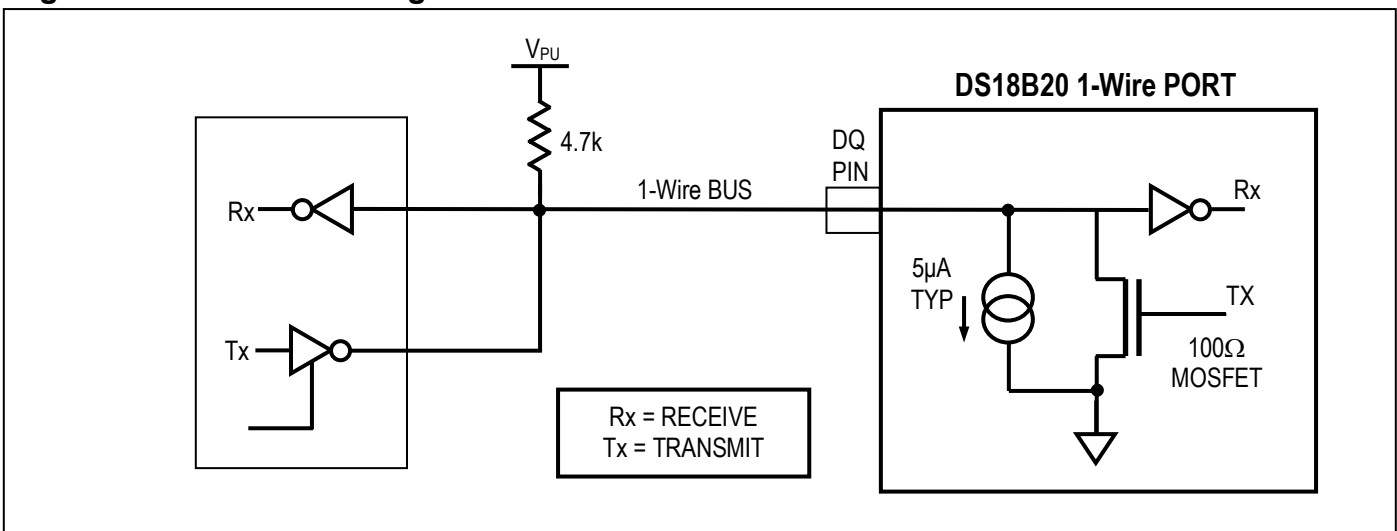 V_PU
DS18B20 1-Wire PORT
4.7k
DQ
PIN
1-Wire BUS
Rx
Rx
5µA
TYP
TX
Tx
100Ω
MOSFET
Rx = RECEIVE
Tx = TRANSMIT